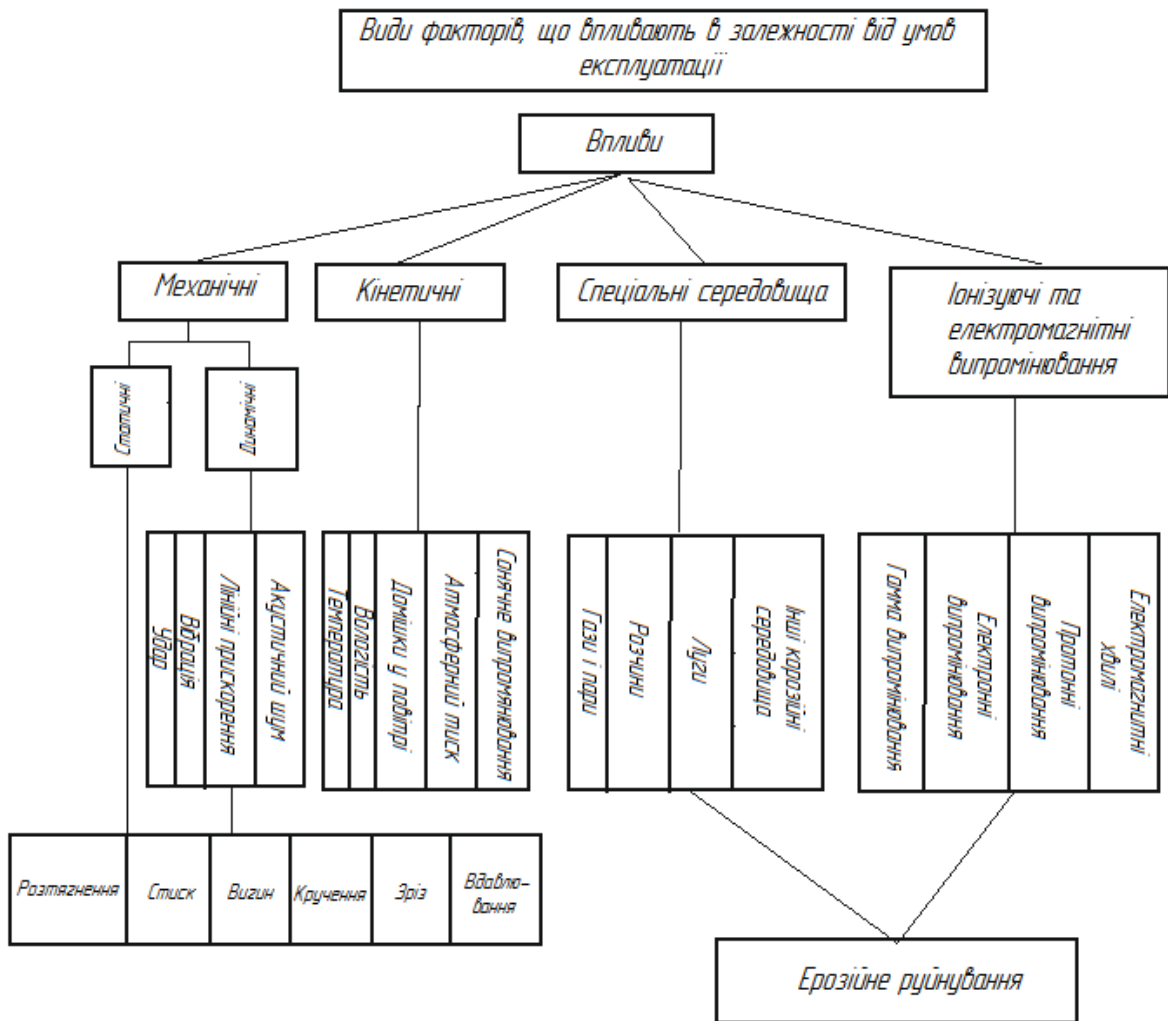 Види факторів, що впливають в залежності від умов
експлуатації
Впливи
Механічні
Кінетичні
Спеціальні середовища
Іонізуючі та
електромагнітні
випромінювання
Статичні
Динамічні
Удар
Вібрація
Лінійні прискорення
Акустичний шум
Температура
Вологість
Домішки у повітрі
Атмосферний тиск
Сонячне випроменювання
Гази і пари
Розчини
Луги
Інші корозійні
середовища
Гамма випромінювання
Електронні
випромінювання
Протонні
випромінювання
Електромагнитні
хвилі
Розтягнення
Стиск
Вигин
Кручення
Зріз
Вдавлю-
вання
Ерозійне руйнування